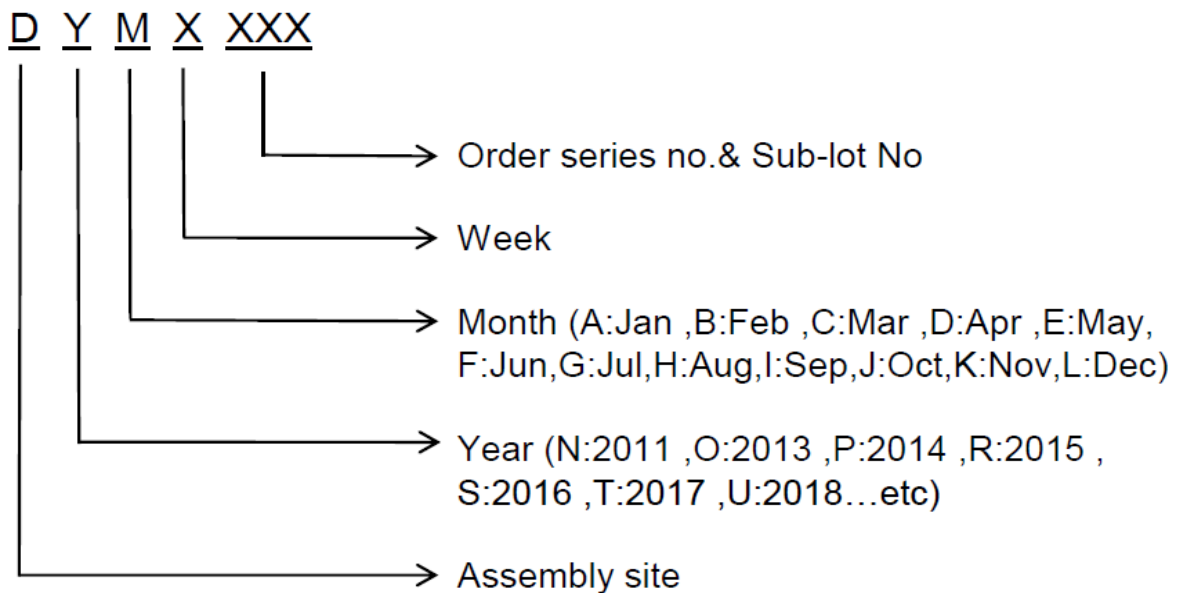 D Y M X XXX
Order series no.& Sub-lot No
Week
Month (A:Jan ,B:Feb ,C:Mar ,D:Apr ,E:May,
F:Jun,G:Jul,H:Aug,I:Sep,J:Oct,K:Nov,L:Dec)
Year (N:2011 ,O:2013 ,P:2014 ,R:2015 ,
S:2016 ,T:2017 ,U:2018...etc)
Assembly site